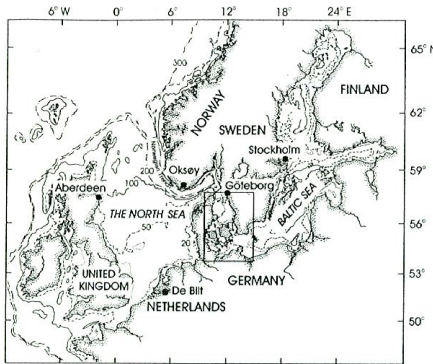 6° W 0° 6° 12° 18° 24° E
65° N
300
FINLAND
NORWAY
62°
SWEDEN
Stockholm
200
Oksøy
59°
Aberdeen
100
Göteborg
THE NORTH SEA
BALTIC SEA
56°
50
20
UNITED
KINGDOM
GERMANY
53°
De Bilt
NETHERLANDS
50°